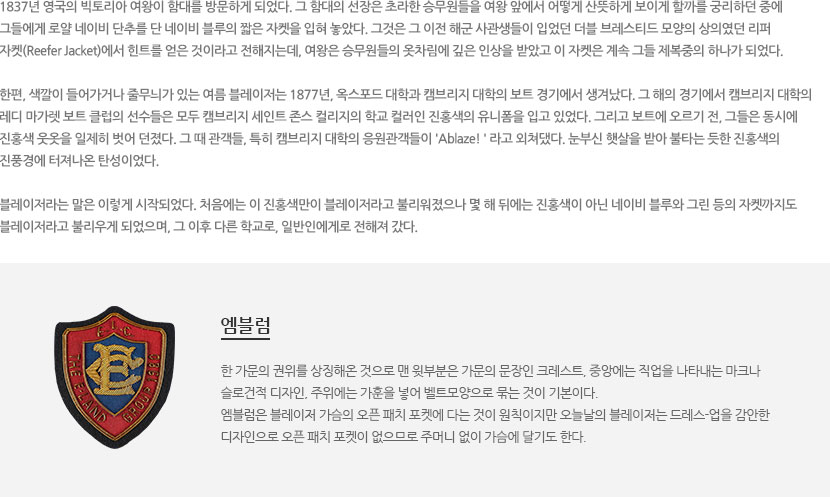 1837년 영국의 빅토리아 여왕이 함대를 방문하게 되었다. 그 함대의 선장은 초라한 승무원들을 여왕 앞에서 어떻게 산뜻하게 보이게 할까를 궁리하던 중에
그들에게 로얄 네이비 단추를 단 네이비 블루의 짧은 자켓을 입혀 놓았다. 그것은 그 이전 해군 사관생들이 입었던 더블 브레스티드 모양의 상의였던 리퍼
자켓(Reefer Jacket)에서 힌트를 얻은 것이라고 전해지는데, 여왕은 승무원들의 옷차림에 깊은 인상을 받았고 이 자켓은 계속 그들 제복중의 하나가 되었다.
한편, 색깔이 들어가거나 줄무늬가 있는 여름 블레이저는 1877년, 옥스포드 대학과 캠브리지 대학의 보트 경기에서 생겨났다. 그 해의 경기에서 캠브리지 대학의
레디 마가렛 보트 클럽의 선수들은 모두 캠브리지 세인트 존스 컬리지의 학교 컬러인 진홍색의 유니폼을 입고 있었다. 그리고 보트에 오르기 전, 그들은 동시에
진홍색 웃옷을 일제히 벗어 던졌다. 그 때 관객들, 특히 캠브리지 대학의 응원관객들이 'Ablaze! ' 라고 외쳐댔다. 눈부신 햇살을 받아 불타는 듯한 진홍색의
진풍경에 터져나온 탄성이었다.
블레이저라는 말은 이렇게 시작되었다. 처음에는 이 진홍색만이 블레이저라고 불리워졌으나 몇 해 뒤에는 진홍색이 아닌 네이비 블루와 그린 등의 자켓까지도
블레이저라고 불리우게 되었으며, 그 이후 다른 학교로, 일반인에게로 전해져 갔다.
엠블럼
한 가문의 권위를 상징해온 것으로 맨 윗부분은 가문의 문장인 크레스트, 중앙에는 직업을 나타내는 마크나
슬로건적 디자인, 주위에는 가훈을 넣어 벨트모양으로 묶는 것이 기본이다.
엠블럼은 블레이저 가슴의 오픈 패치 포켓에 다는 것이 원칙이지만 오늘날의 블레이저는 드레스-업을 감안한
디자인으로 오픈 패치 포켓이 없으므로 주머니 없이 가슴에 달기도 한다.
THE
GROUP